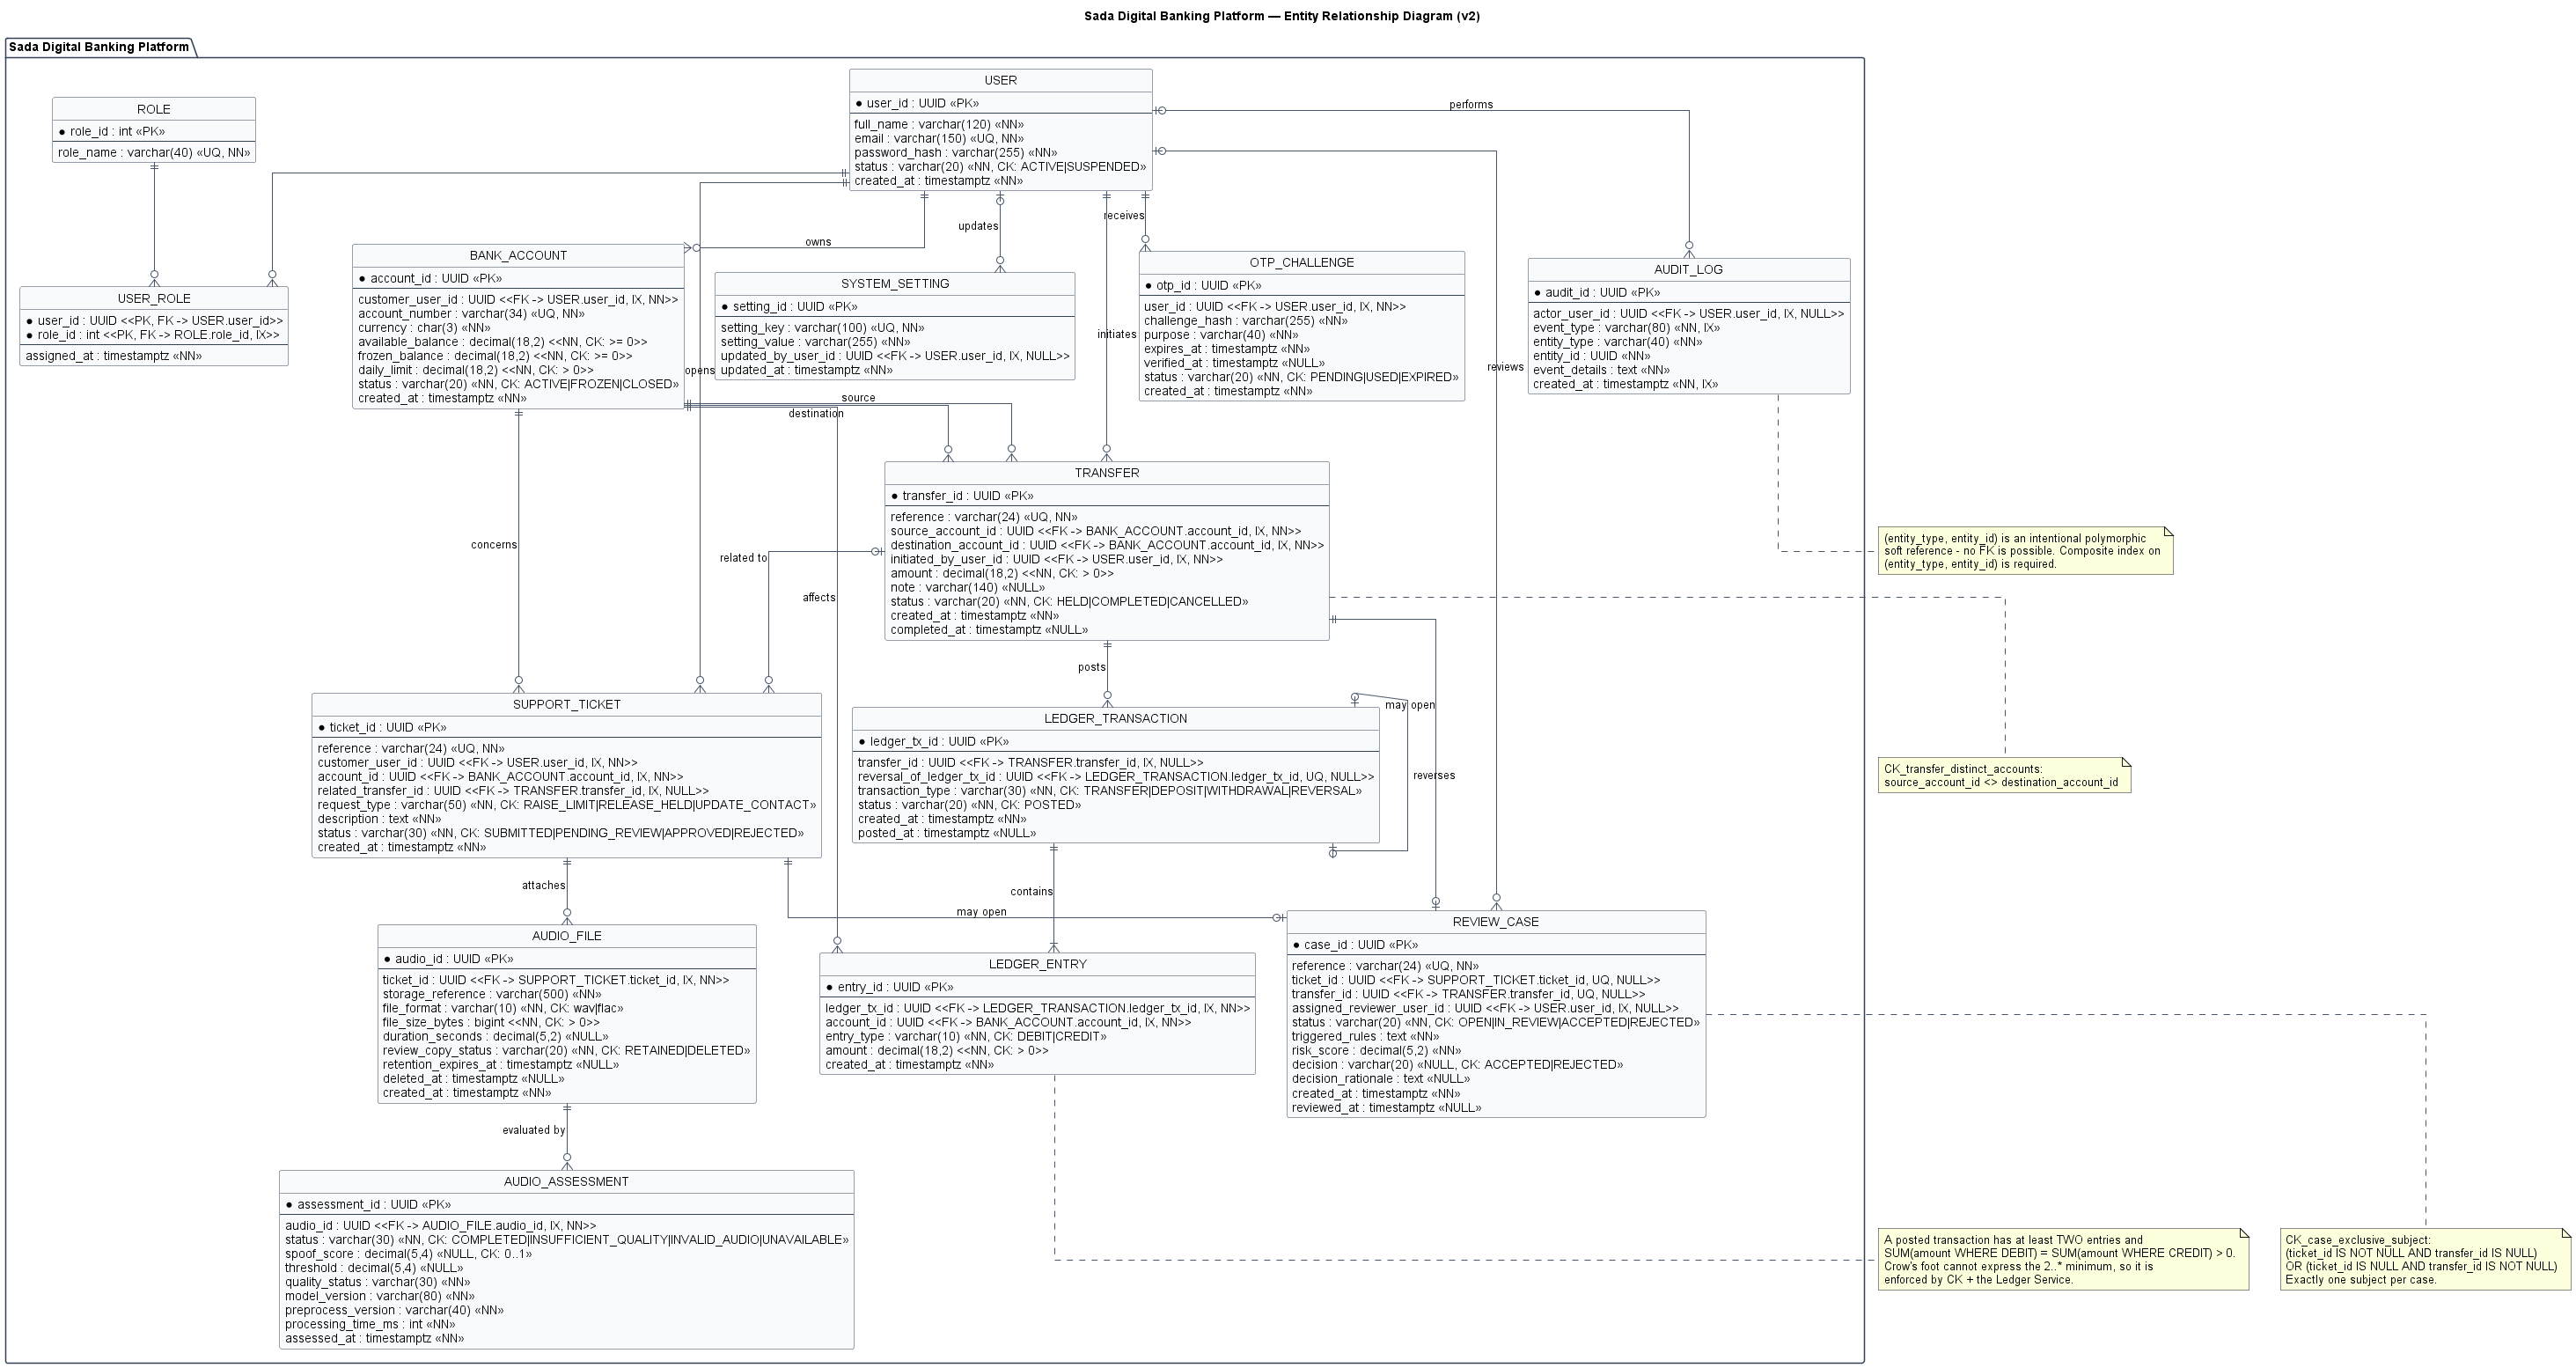 Sada Digital Banking Platform — Entity Relationship Diagram (v2)
Sada Digital Banking Platform
USER
● user_id : UUID «PK»
full_name : varchar(120) «NN»
email : varchar(150) «UQ, NN»
password_hash : varchar(255) «NN»
status : varchar(20) «NN, CK: ACTIVE|SUSPENDED»
created_at : timestamptz «NN»
ROLE
● role_id : int «PK»
role_name : varchar(40) «UQ, NN»
performs
receives
updates
owns
initiates
opens
reviews
USER_ROLE
● user_id : UUID <<PK, FK -> USER.user_id>>
● role_id : int <<PK, FK -> ROLE.role_id, IX>>
assigned_at : timestamptz «NN»
BANK_ACCOUNT
● account_id : UUID «PK»
customer_user_id : UUID <<FK -> USER.user_id, IX, NN>>
account_number : varchar(34) «UQ, NN»
currency : char(3) «NN»
available_balance : decimal(18,2) <<NN, CK: >= 0>>
frozen_balance : decimal(18,2) <<NN, CK: >= 0>>
daily_limit : decimal(18,2) <<NN, CK: > 0>>
status : varchar(20) «NN, CK: ACTIVE|FROZEN|CLOSED»
created_at : timestamptz «NN»
SYSTEM_SETTING
● setting_id : UUID «PK»
setting_key : varchar(100) «UQ, NN»
setting_value : varchar(255) «NN»
updated_by_user_id : UUID <<FK -> USER.user_id, IX, NULL>>
updated_at : timestamptz «NN»
OTP_CHALLENGE
● otp_id : UUID «PK»
user_id : UUID <<FK -> USER.user_id, IX, NN>>
challenge_hash : varchar(255) «NN»
purpose : varchar(40) «NN»
expires_at : timestamptz «NN»
verified_at : timestamptz «NULL»
status : varchar(20) «NN, CK: PENDING|USED|EXPIRED»
created_at : timestamptz «NN»
AUDIT_LOG
● audit_id : UUID «PK»
actor_user_id : UUID <<FK -> USER.user_id, IX, NULL>>
event_type : varchar(80) «NN, IX»
entity_type : varchar(40) «NN»
entity_id : UUID «NN»
event_details : text «NN»
created_at : timestamptz «NN, IX»
source
destination
concerns
related to
affects
TRANSFER
● transfer_id : UUID «PK»
reference : varchar(24) «UQ, NN»
source_account_id : UUID <<FK -> BANK_ACCOUNT.account_id, IX, NN>>
destination_account_id : UUID <<FK -> BANK_ACCOUNT.account_id, IX, NN>>
initiated_by_user_id : UUID <<FK -> USER.user_id, IX, NN>>
amount : decimal(18,2) <<NN, CK: > 0>>
note : varchar(140) «NULL»
status : varchar(20) «NN, CK: HELD|COMPLETED|CANCELLED»
created_at : timestamptz «NN»
completed_at : timestamptz «NULL»
(entity_type, entity_id) is an intentional polymorphic
soft reference - no FK is possible. Composite index on
(entity_type, entity_id) is required.
posts
may open
reverses
SUPPORT_TICKET
● ticket_id : UUID «PK»
reference : varchar(24) «UQ, NN»
customer_user_id : UUID <<FK -> USER.user_id, IX, NN>>
account_id : UUID <<FK -> BANK_ACCOUNT.account_id, IX, NN>>
related_transfer_id : UUID <<FK -> TRANSFER.transfer_id, IX, NULL>>
request_type : varchar(50) «NN, CK: RAISE_LIMIT|RELEASE_HELD|UPDATE_CONTACT»
description : text «NN»
status : varchar(30) «NN, CK: SUBMITTED|PENDING_REVIEW|APPROVED|REJECTED»
created_at : timestamptz «NN»
LEDGER_TRANSACTION
● ledger_tx_id : UUID «PK»
transfer_id : UUID <<FK -> TRANSFER.transfer_id, IX, NULL>>
reversal_of_ledger_tx_id : UUID <<FK -> LEDGER_TRANSACTION.ledger_tx_id, UQ, NULL>>
transaction_type : varchar(30) «NN, CK: TRANSFER|DEPOSIT|WITHDRAWAL|REVERSAL»
status : varchar(20) «NN, CK: POSTED»
created_at : timestamptz «NN»
posted_at : timestamptz «NULL»
CK_transfer_distinct_accounts:
source_account_id <> destination_account_id
attaches
contains
may open
AUDIO_FILE
● audio_id : UUID «PK»
ticket_id : UUID <<FK -> SUPPORT_TICKET.ticket_id, IX, NN>>
storage_reference : varchar(500) «NN»
file_format : varchar(10) «NN, CK: wav|flac»
file_size_bytes : bigint <<NN, CK: > 0>>
duration_seconds : decimal(5,2) «NULL»
review_copy_status : varchar(20) «NN, CK: RETAINED|DELETED»
retention_expires_at : timestamptz «NULL»
deleted_at : timestamptz «NULL»
created_at : timestamptz «NN»
LEDGER_ENTRY
● entry_id : UUID «PK»
ledger_tx_id : UUID <<FK -> LEDGER_TRANSACTION.ledger_tx_id, IX, NN>>
account_id : UUID <<FK -> BANK_ACCOUNT.account_id, IX, NN>>
entry_type : varchar(10) «NN, CK: DEBIT|CREDIT»
amount : decimal(18,2) <<NN, CK: > 0>>
created_at : timestamptz «NN»
REVIEW_CASE
● case_id : UUID «PK»
reference : varchar(24) «UQ, NN»
ticket_id : UUID <<FK -> SUPPORT_TICKET.ticket_id, UQ, NULL>>
transfer_id : UUID <<FK -> TRANSFER.transfer_id, UQ, NULL>>
assigned_reviewer_user_id : UUID <<FK -> USER.user_id, IX, NULL>>
status : varchar(20) «NN, CK: OPEN|IN_REVIEW|ACCEPTED|REJECTED»
triggered_rules : text «NN»
risk_score : decimal(5,2) «NN»
decision : varchar(20) «NULL, CK: ACCEPTED|REJECTED»
decision_rationale : text «NULL»
created_at : timestamptz «NN»
reviewed_at : timestamptz «NULL»
evaluated by
AUDIO_ASSESSMENT
● assessment_id : UUID «PK»
audio_id : UUID <<FK -> AUDIO_FILE.audio_id, IX, NN>>
status : varchar(30) «NN, CK: COMPLETED|INSUFFICIENT_QUALITY|INVALID_AUDIO|UNAVAILABLE»
spoof_score : decimal(5,4) «NULL, CK: 0..1»
threshold : decimal(5,4) «NULL»
quality_status : varchar(30) «NN»
model_version : varchar(80) «NN»
preprocess_version : varchar(40) «NN»
processing_time_ms : int «NN»
assessed_at : timestamptz «NN»
A posted transaction has at least TWO entries and
SUM(amount WHERE DEBIT) = SUM(amount WHERE CREDIT) > 0.
Crow's foot cannot express the 2..* minimum, so it is
enforced by CK + the Ledger Service.
CK_case_exclusive_subject:
(ticket_id IS NOT NULL AND transfer_id IS NULL)
OR (ticket_id IS NULL AND transfer_id IS NOT NULL)
Exactly one subject per case.